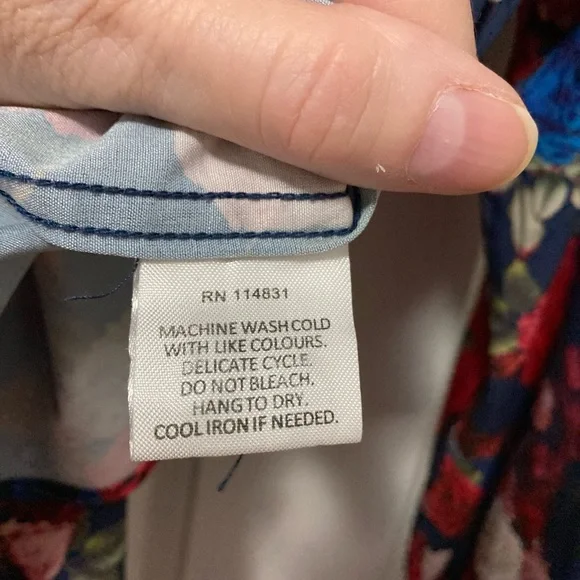 RN 114831
MACHINE WASH COLD
WITH LIKE COLOURS.
DELICATE CYCLE.
DO NOT BLEACH.
HANG TO DRY.
COOL IRON IF NEEDED.